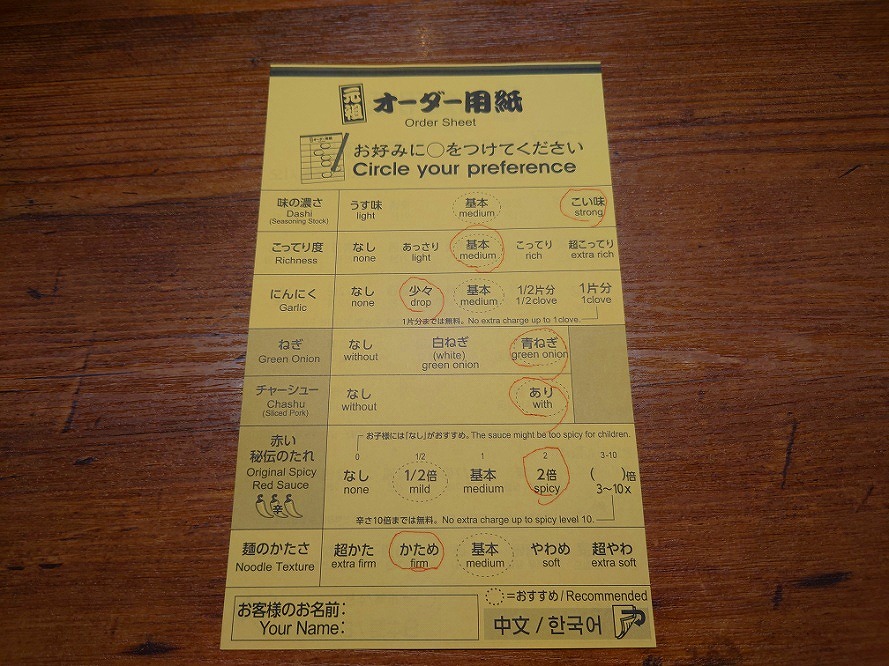 元祖 オーダー用紙
Order Sheet
お好みに○をつけてください
Circle your preference
味の濃さ うす味 基本 こい味
Dashi light medium strong
(Seasoning Stock)
こってり度 なし あっさり 基本 こってり 超こってり
Richness none light medium rich extra rich
にんにく なし 少々 基本 1/2片分 1片分
Garlic none drop medium 1/2clove 1clove
1片分までは無料。No extra charge up to 1clove.
ねぎ なし 白ねぎ 青ねぎ
Green Onion without (white) green onion
green onion
チャーシュー なし あり
Chashu without with
(Sliced Pork)
お子様には「なし」がおすすめ。The sauce might be too spicy for children.
赤い 0 1/2 1 2 3-10
秘伝のたれ なし 1/2倍 基本 2倍 ( )倍
Original Spicy none mild medium spicy 3〜10x
Red Sauce
辛
辛さ10倍までは無料。No extra charge up to spicy level 10.
麺のかたさ 超かた かため 基本 やわめ 超やわ
Noodle Texture extra firm firm medium soft extra soft
=おすすめ/Recommended
お客様のお名前:
Your Name:
中文 / 한국어